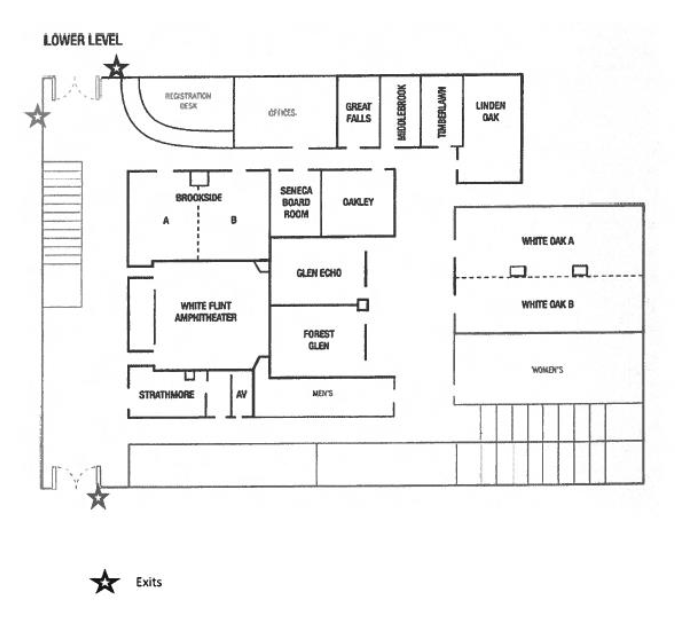 LOWER LEVEL
REGISTRATION
DESK
OFFICES
GREAT
FALLS
MIDDLEBROOK
TIMBERLAWN
LINDEN
OAK
BROOKSIDE
A
B
SENECA
BOARD
ROOM
OAKLEY
WHITE OAK A
WHITE OAK B
GLEN ECHO
WHITE FLINT
AMPHITHEATER
FOREST
GLEN
WOMEN'S
STRATHMORE
AV
MEN'S
Exits